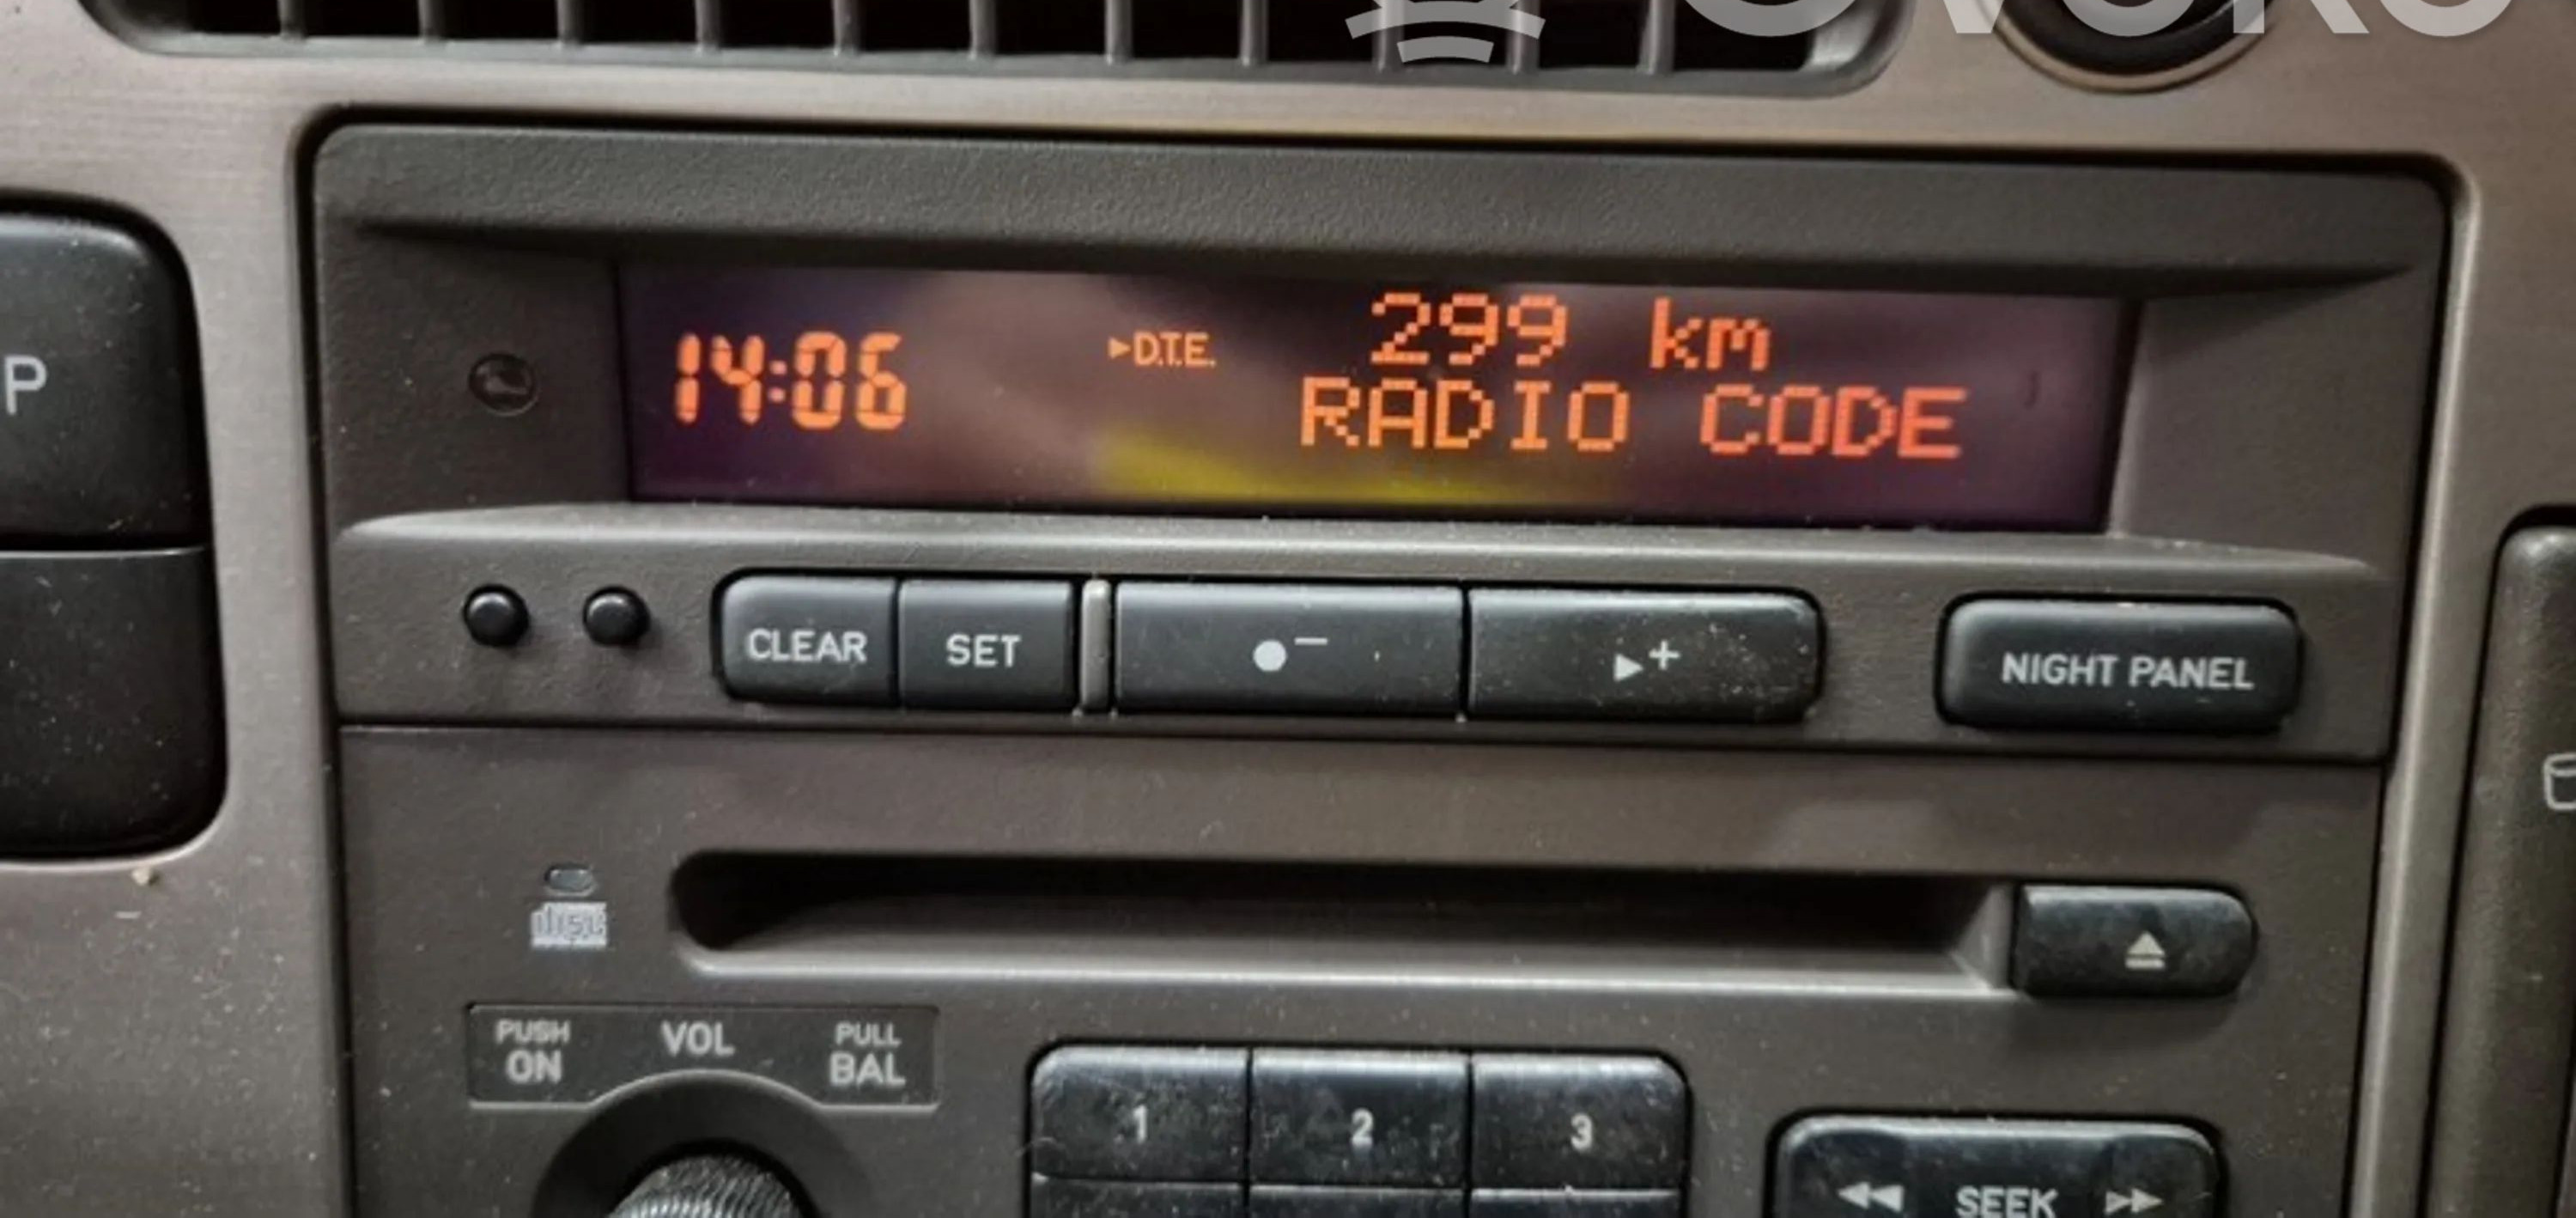 P
14:06
▸D.T.E.
299 km
RADIO CODE
CLEAR
SET
−
+
NIGHT PANEL
PUSH
ON
VOL
PULL
BAL
1
2
3
SEEK